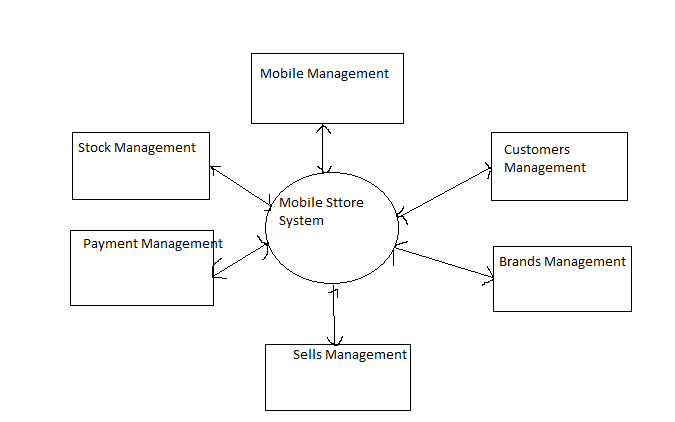 Mobile Management
Stock Management
Customers
Management
Mobile Sttore
System
Payment Management
Brands Management
Sells Management